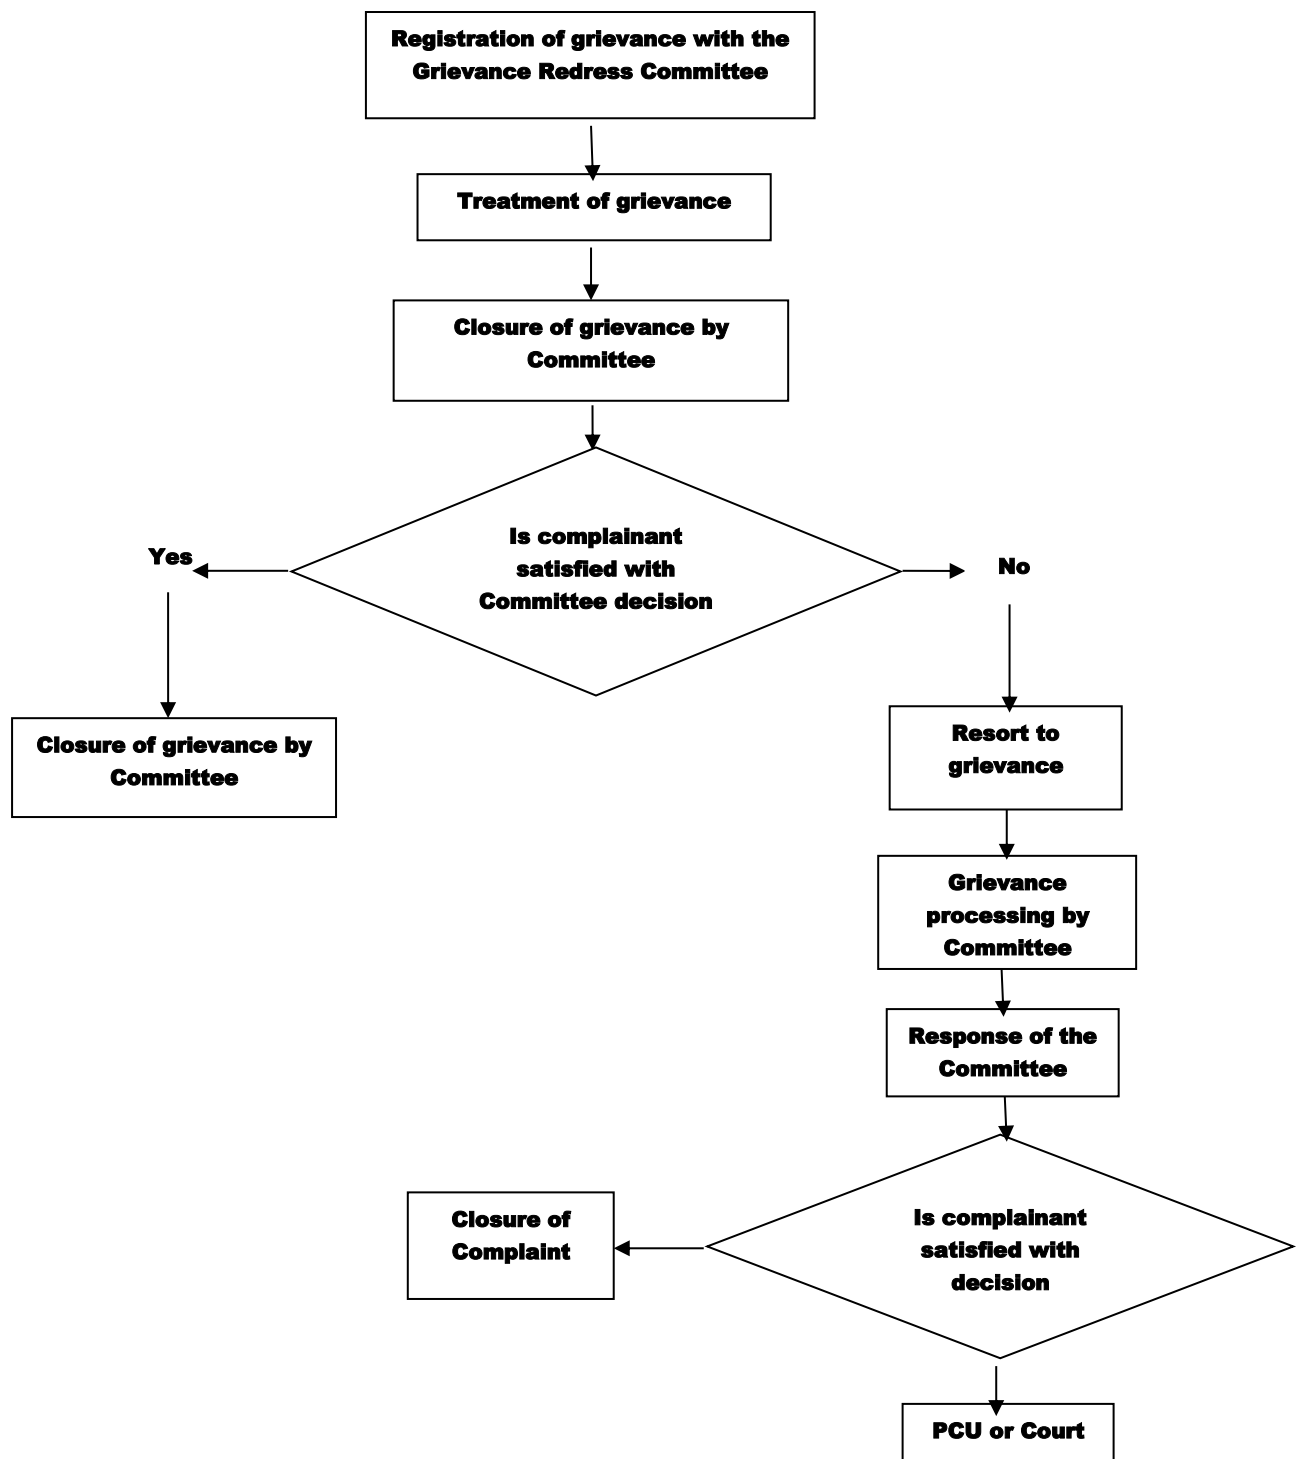 Registration of grievance with the
Grievance Redress Committee
Treatment of grievance
Closure of grievance by
Committee
Is complainant
satisfied with
Committee decision
Yes
No
Closure of grievance by
Committee
Resort to
grievance
Grievance
processing by
Committee
Response of the
Committee
Is complainant
satisfied with
decision
Closure of
Complaint
PCU or Court